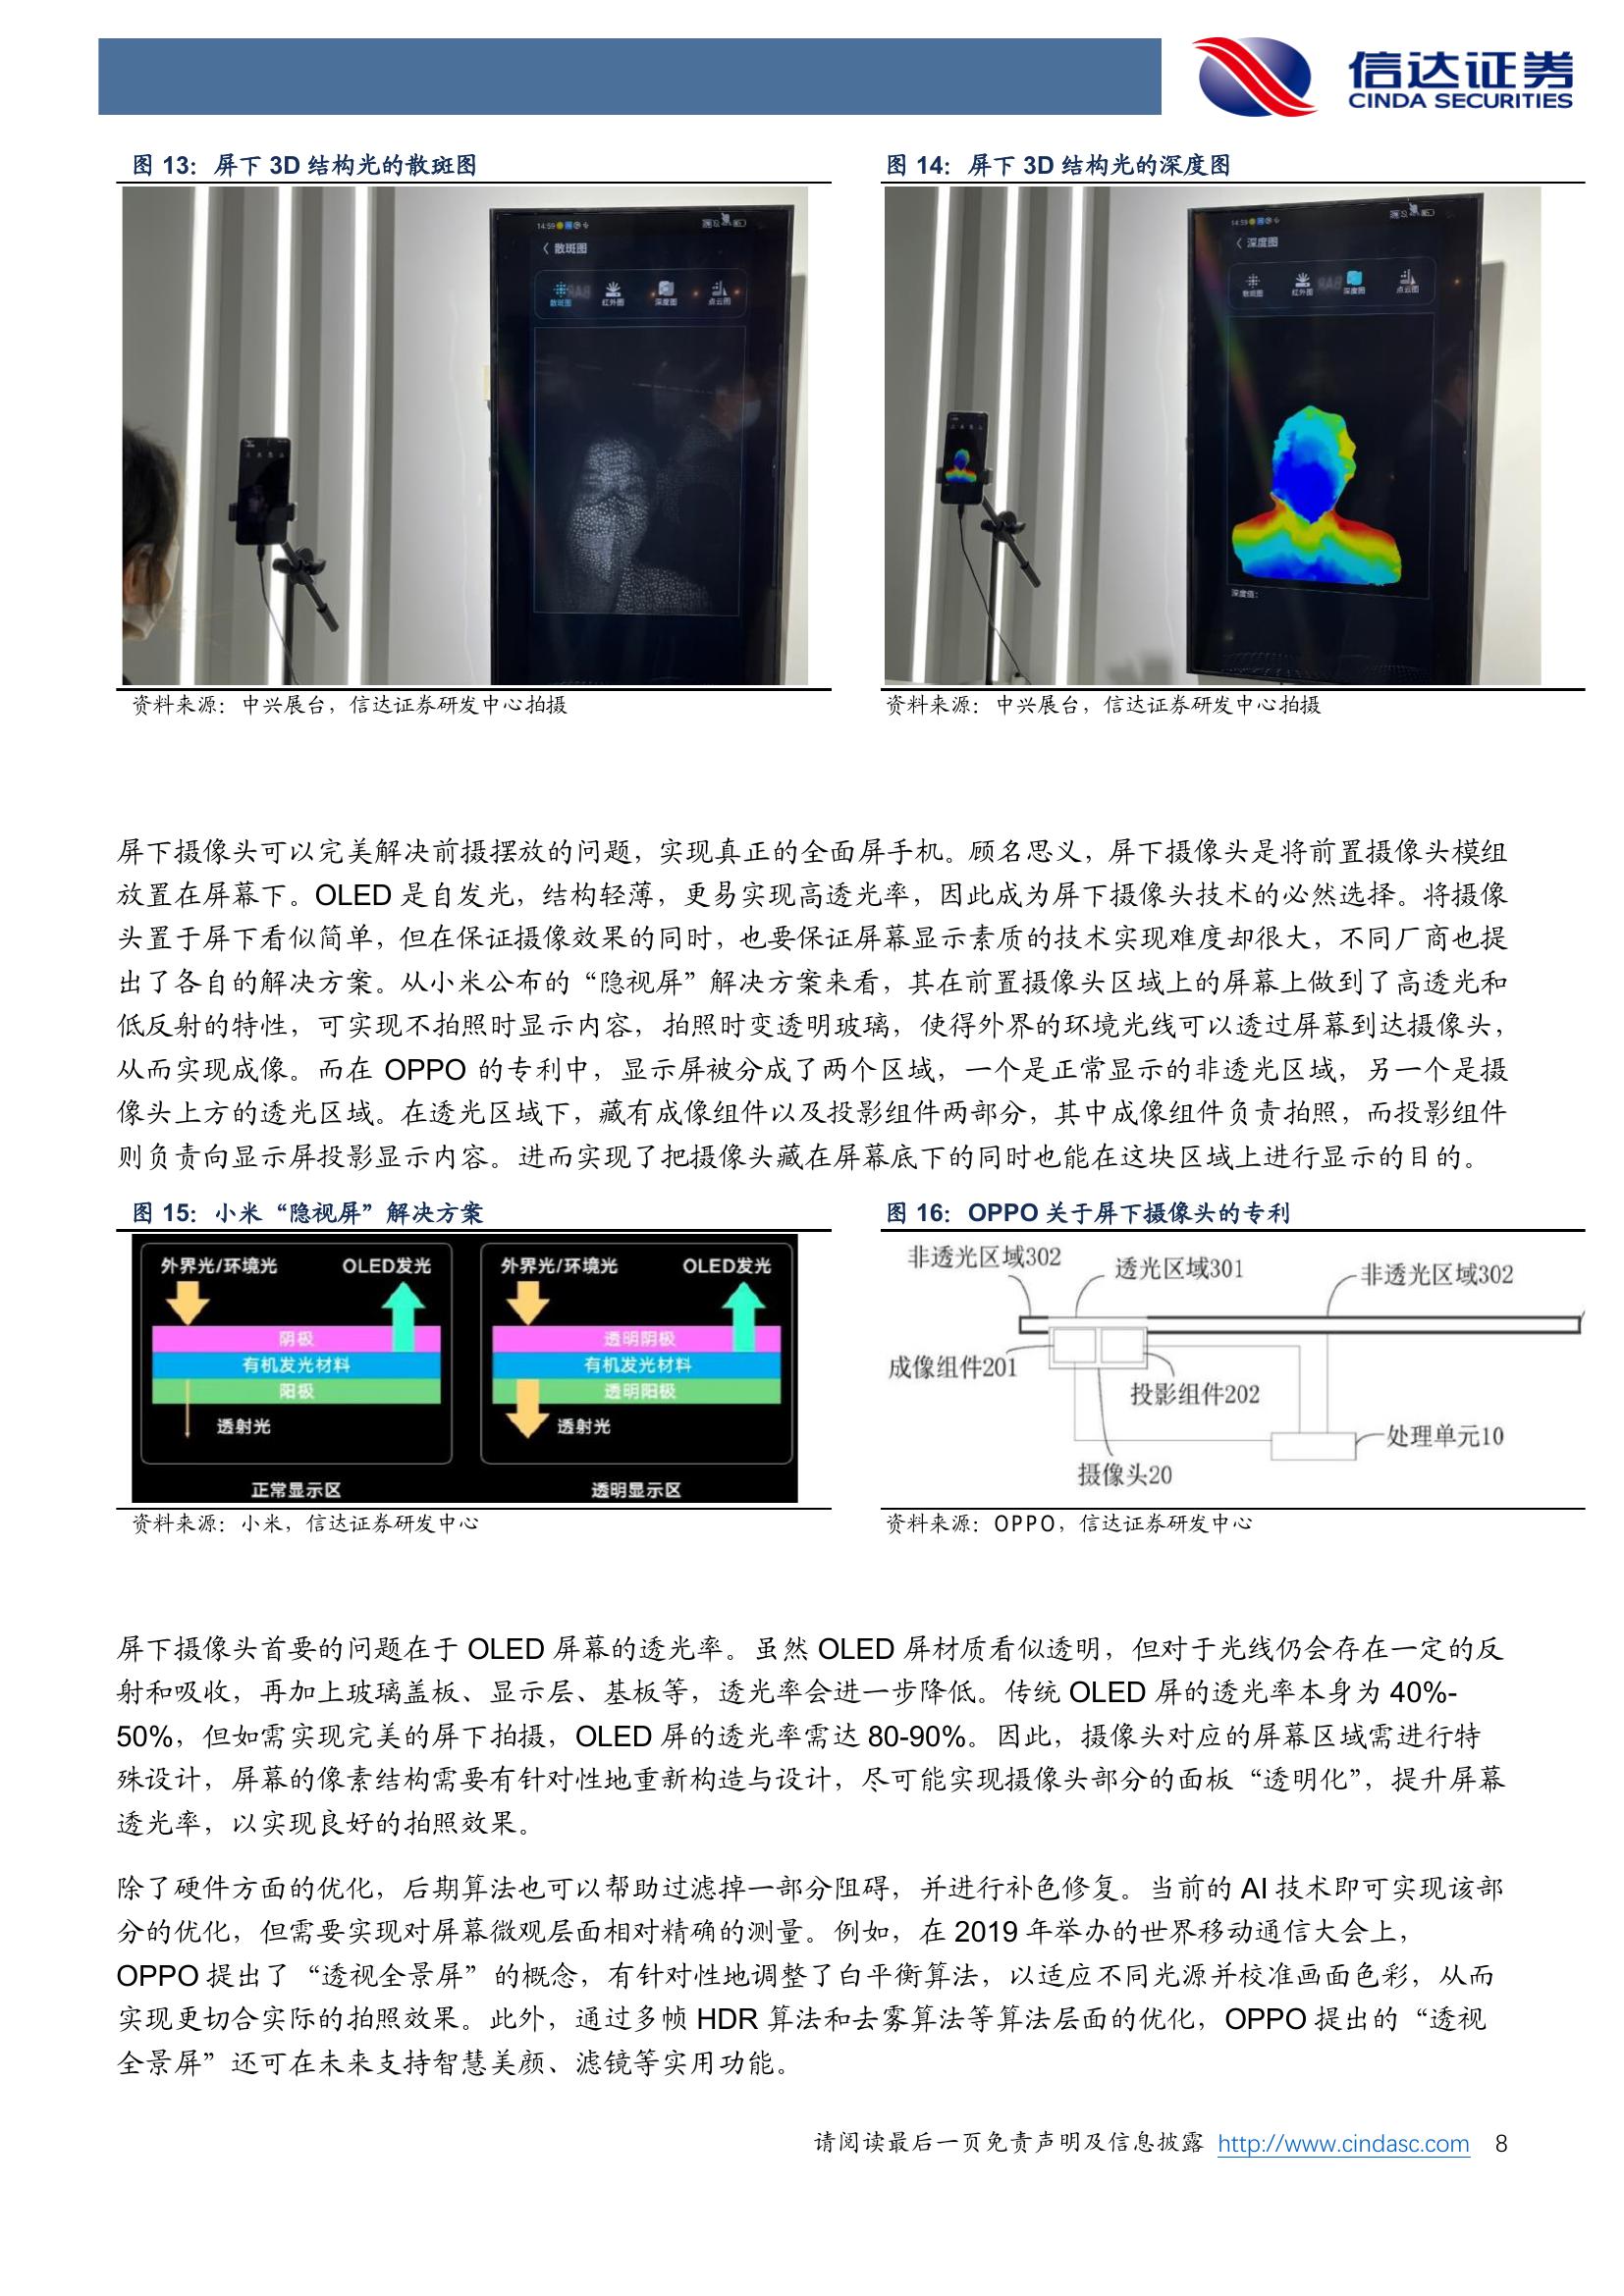 信达证券
CINDA SECURITIES
图 13：屏下 3D 结构光的散斑图
14:59
散斑图
散斑图 红外图 深度图 点云图
资料来源：中兴展台，信达证券研发中心拍摄
图 14：屏下 3D 结构光的深度图
14:59
深度图
散斑图 红外图 深度图 点云图
深度值：
资料来源：中兴展台，信达证券研发中心拍摄
屏下摄像头可以完美解决前摄摆放的问题，实现真正的全面屏手机。顾名思义，屏下摄像头是将前置摄像头模组
放置在屏幕下。OLED 是自发光，结构轻薄，更易实现高透光率，因此成为屏下摄像头技术的必然选择。将摄像
头置于屏下看似简单，但在保证摄像效果的同时，也要保证屏幕显示素质的技术实现难度却很大，不同厂商也提
出了各自的解决方案。从小米公布的“隐视屏”解决方案来看，其在前置摄像头区域上的屏幕上做到了高透光和
低反射的特性，可实现不拍照时显示内容，拍照时变透明玻璃，使得外界的环境光线可以透过屏幕到达摄像头，
从而实现成像。而在 OPPO 的专利中，显示屏被分成了两个区域，一个是正常显示的非透光区域，另一个是摄
像头上方的透光区域。在透光区域下，藏有成像组件以及投影组件两部分，其中成像组件负责拍照，而投影组件
则负责向显示屏投影显示内容。进而实现了把摄像头藏在屏幕底下的同时也能在这块区域上进行显示的目的。
图 15：小米“隐视屏”解决方案
外界光/环境光 OLED发光
阴极
有机发光材料
阳极
透射光
正常显示区
外界光/环境光 OLED发光
透明阴极
有机发光材料
透明阳极
透射光
透明显示区
资料来源：小米，信达证券研发中心
图 16：OPPO 关于屏下摄像头的专利
非透光区域302
透光区域301
非透光区域302
成像组件201
投影组件202
处理单元10
摄像头20
资料来源：OPPO，信达证券研发中心
屏下摄像头首要的问题在于 OLED 屏幕的透光率。虽然 OLED 屏材质看似透明，但对于光线仍会存在一定的反
射和吸收，再加上玻璃盖板、显示层、基板等，透光率会进一步降低。传统 OLED 屏的透光率本身为 40%-
50%，但如需实现完美的屏下拍摄，OLED 屏的透光率需达 80-90%。因此，摄像头对应的屏幕区域需进行特
殊设计，屏幕的像素结构需要有针对性地重新构造与设计，尽可能实现摄像头部分的面板“透明化”，提升屏幕
透光率，以实现良好的拍照效果。
除了硬件方面的优化，后期算法也可以帮助过滤掉一部分阻碍，并进行补色修复。当前的 AI 技术即可实现该部
分的优化，但需要实现对屏幕微观层面相对精确的测量。例如，在 2019 年举办的世界移动通信大会上，
OPPO 提出了“透视全景屏”的概念，有针对性地调整了白平衡算法，以适应不同光源并校准画面色彩，从而
实现更切合实际的拍照效果。此外，通过多帧 HDR 算法和去雾算法等算法层面的优化，OPPO 提出的“透视
全景屏”还可在未来支持智慧美颜、滤镜等实用功能。
请阅读最后一页免责声明及信息披露 http://www.cindasc.com 8